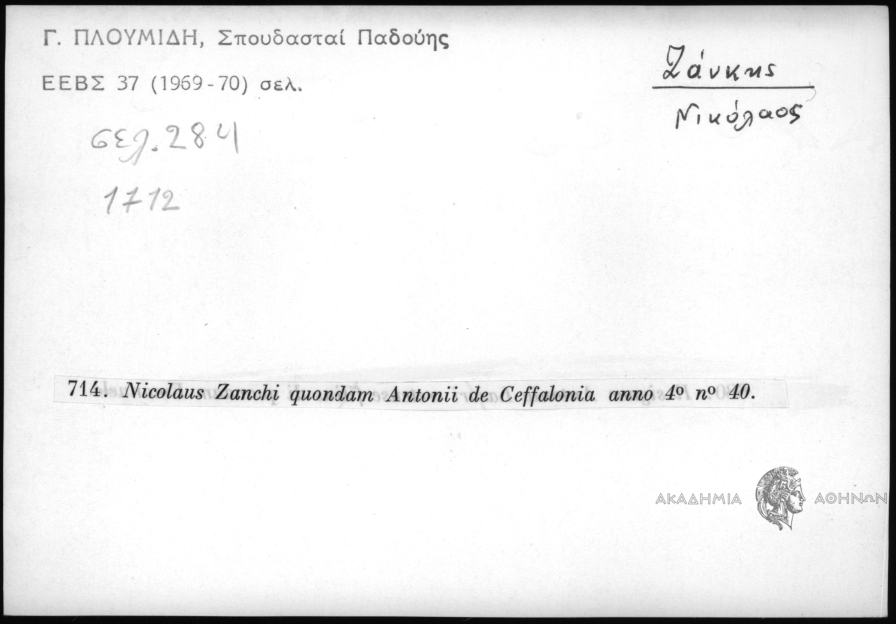 Γ. ΠΛΟΥΜΙΔΗ, Σπουδασταί Παδούης
ΕΕΒΣ 37 (1969-70) σελ.
σελ. 284
1712
Ζάνκης
Νικόλαος
714. Nicolaus Zanchi quondam Antonii de Ceffalonia anno 4º nº 40.
ΑΚΑΔΗΜΙΑ ΑΘΗΝΩΝ